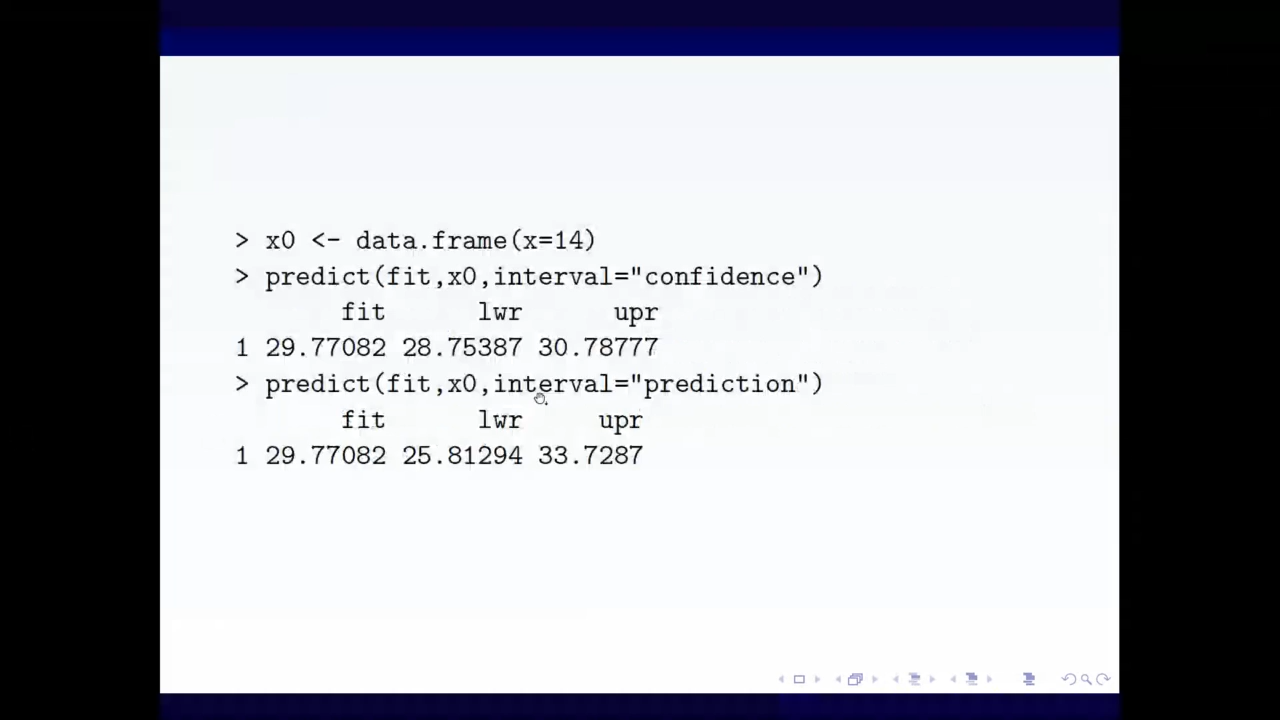 > x0 <- data.frame(x=14)
> predict(fit,x0,interval="confidence")
fit lwr upr
1 29.77082 28.75387 30.78777
> predict(fit,x0,interval="prediction")
fit lwr upr
1 29.77082 25.81294 33.7287